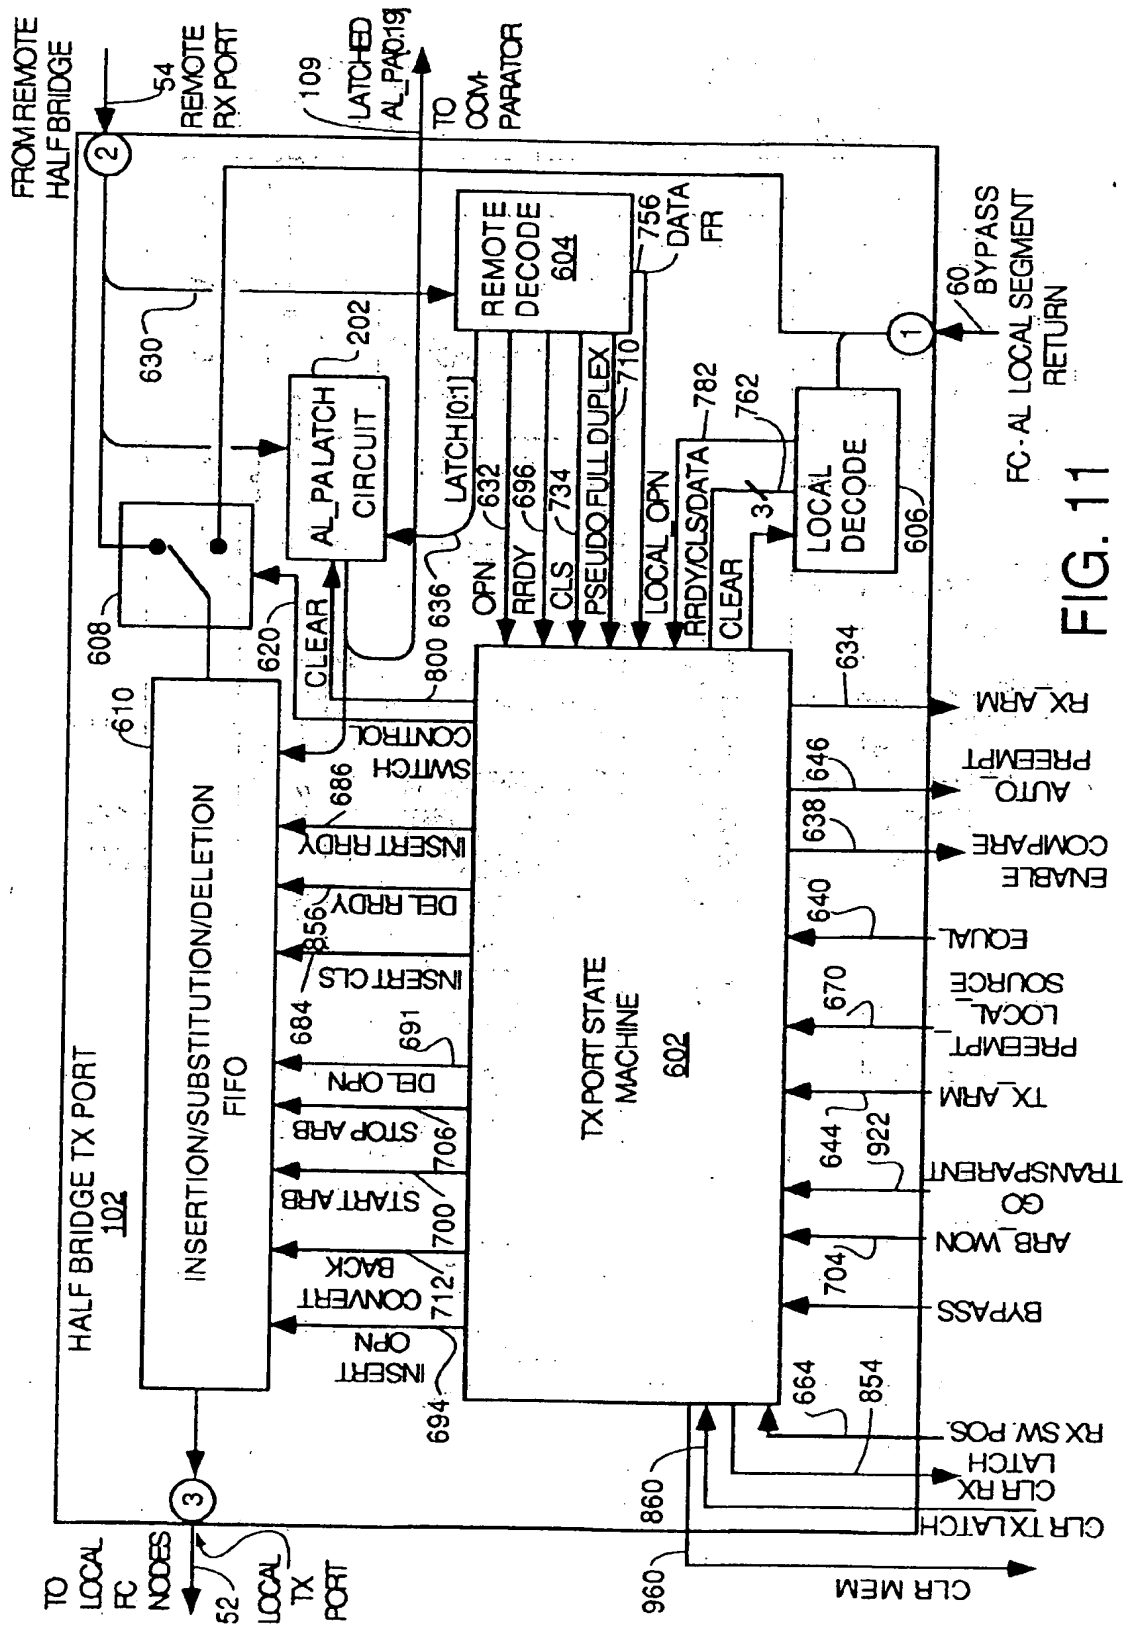 FROM REMOTE
HALF BRIDGE
54
REMOTE
RX PORT
109
LATCHED
AL_PA[0:19]
TO
COM-
PARATOR
2
630
202
AL_PA LATCH
CIRCUIT
REMOTE
DECODE
604
756
DATA
FR
LATCH [0:1]
OPN
632
RRDY
696
CLS
734
PSEUDO FULL DUPLEX
710
LOCAL_OPN
RRDY/CLS/DATA
782
762
3
CLEAR
LOCAL
DECODE
606
1
60
BYPASS
FC-AL LOCAL SEGMENT
RETURN
608
620
CLEAR
636
800
610
INSERTION/SUBSTITUTION/DELETION
FIFO
HALF BRIDGE TX PORT
102
SWITCH
CONTROL
686
INSERT RRDY
856
DEL RRDY
684
INSERT CLS
691
DEL OPN
706
STOP ARB
700
START ARB
712
CONVERT
BACK
694
INSERT
OPN
TX PORT STATE
MACHINE
602
634
RX_ARM
646
AUTO_
PREEMPT
638
ENABLE
COMPARE
640
EQUAL
670
PREEMPT_
LOCAL_
SOURCE
644
TX_ARM
922
GO
TRANSPARENT
704
ARB_WON
BYPASS
664
RX SW. POS.
854
CLR RX
LATCH
860
CLR TX LATCH
960
CLR MEM
3
TO
LOCAL
FC
NODES
52
LOCAL
TX
PORT
FIG. 11